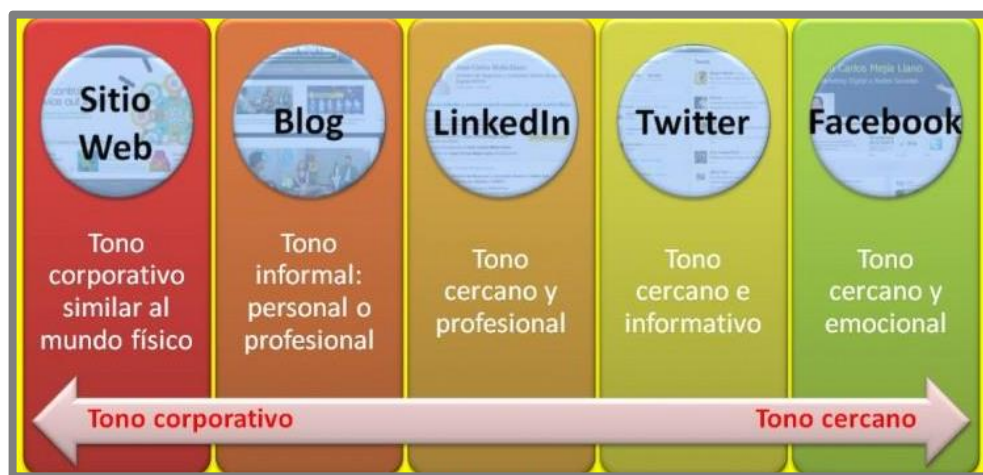 Sitio
Web
Blog
LinkedIn
Twitter
Facebook
Tono
corporativo
similar al
mundo físico
Tono
informal:
personal o
profesional
Tono
cercano y
profesional
Tono
cercano e
informativo
Tono
cercano y
emocional
Tono corporativo
Tono cercano